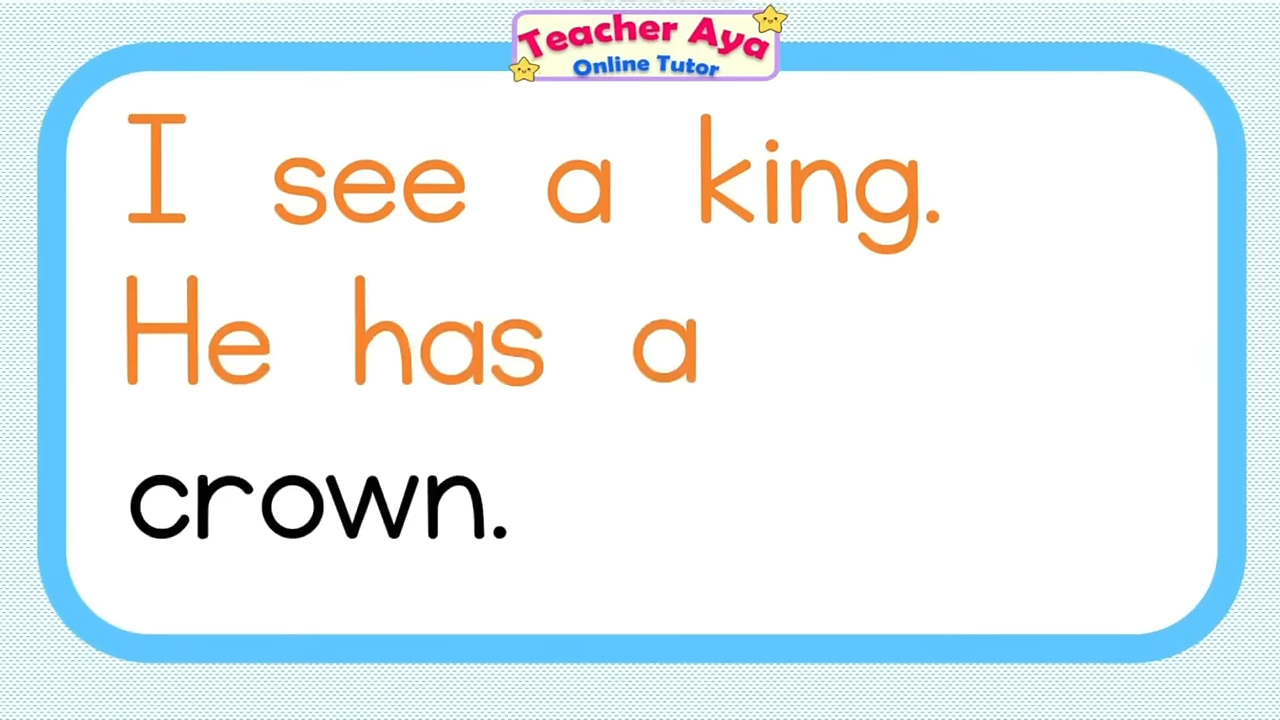 Teacher Aya
Online Tutor
I see a king.
He has a
crown.